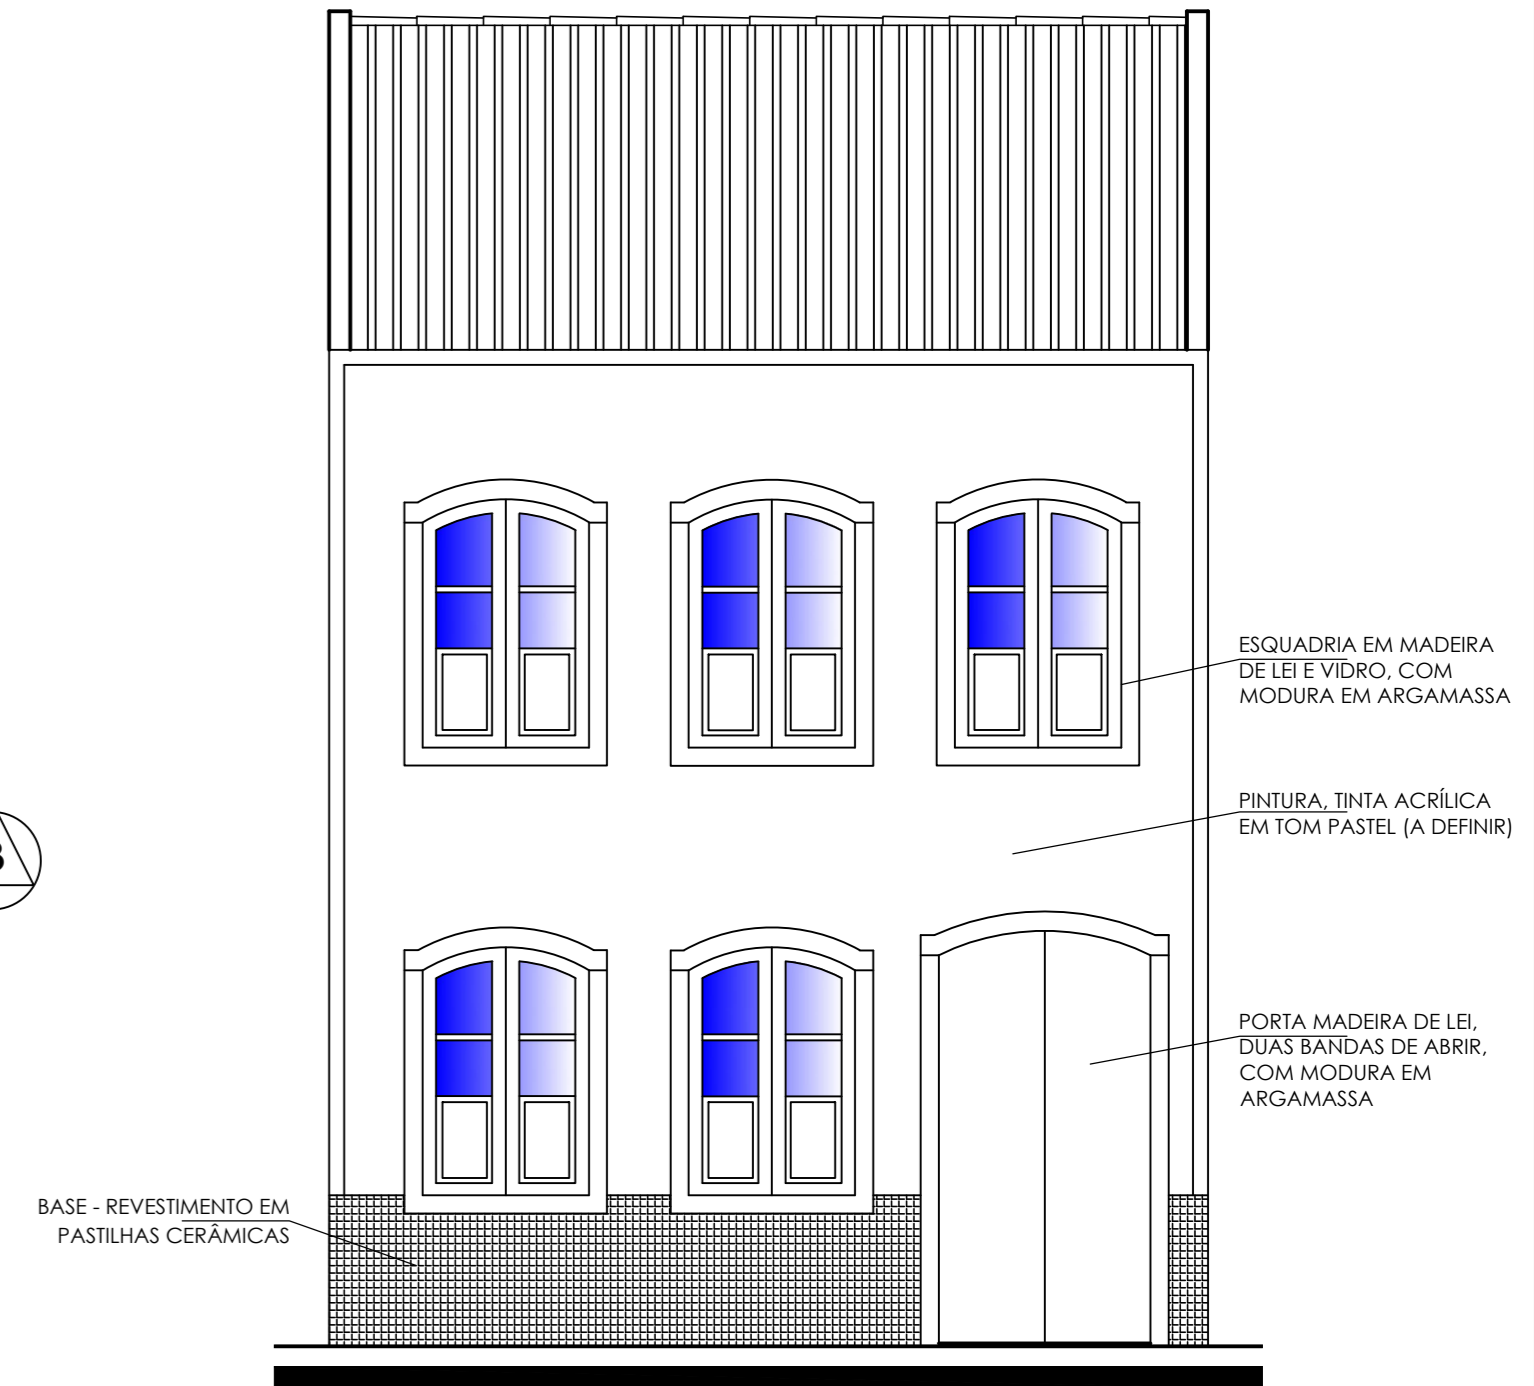 ESQUADRIA EM MADEIRA
DE LEI E VIDRO, COM
MODURA EM ARGAMASSA
PINTURA, TINTA ACRÍLICA
EM TOM PASTEL (A DEFINIR)
PORTA MADEIRA DE LEI,
DUAS BANDAS DE ABRIR,
COM MODURA EM
ARGAMASSA
BASE - REVESTIMENTO EM
PASTILHAS CERÂMICAS